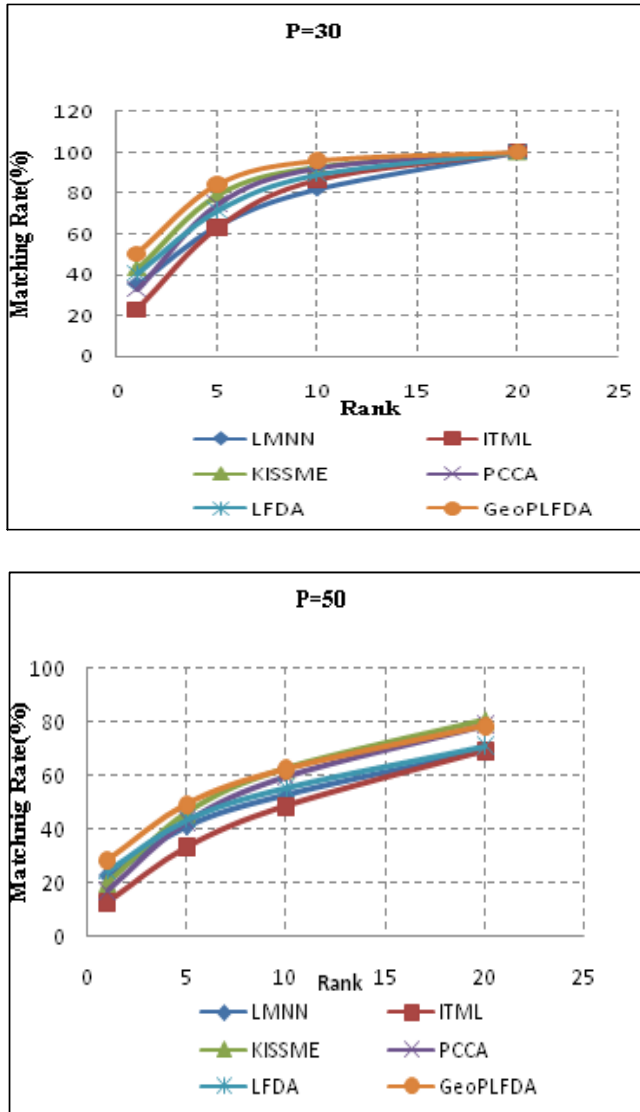 P=30
120
100
80
60
40
20
0
Matching Rate(%)
0 5 10 15 20 25
Rank
LMNN ITML
KISSME PCCA
LFDA GeoPLFDA
P=50
100
80
60
40
20
0
Matchnig Rate(%)
0 5 10 15 20 25
Rank
LMNN ITML
KISSME PCCA
LFDA GeoPLFDA